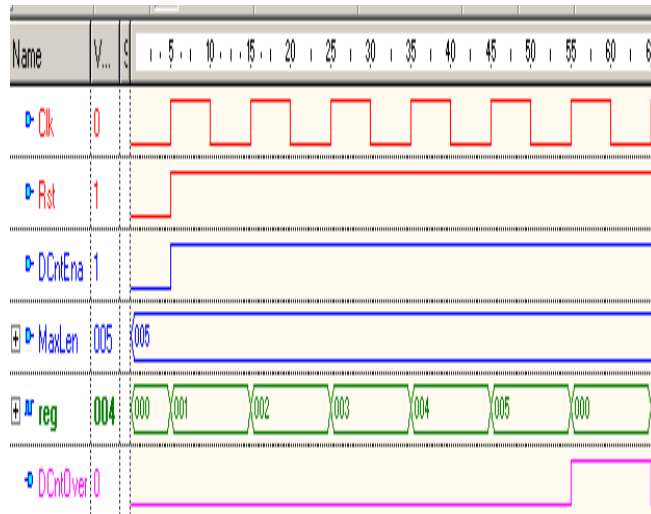 Name V... S 5 10 15 20 25 30 35 40 45 50 55 60 6
Clk 0
Rst 1
DCntEna 1
MaxLen 005 005
reg 004 000 001 002 003 004 005 000
DCntOver 0